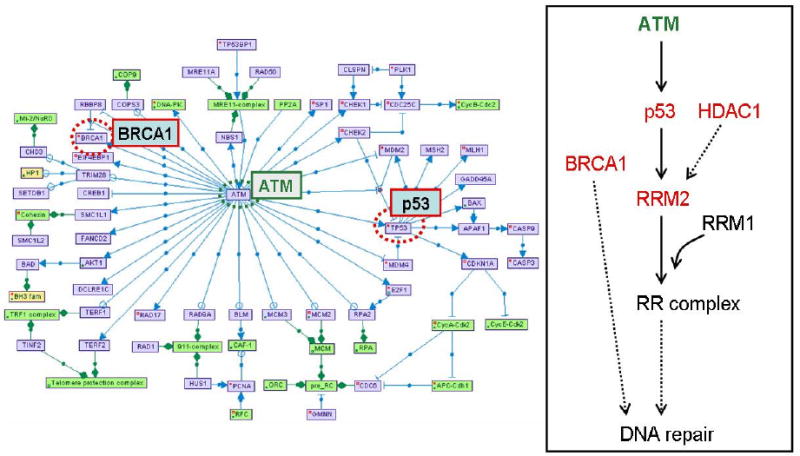 TP53BP1
COP9
MRE11A
RAD50
CLSPN
PLK1
RBBP8
COPS3
DNA-PK
MRE11-complex
PP2A
SP1
CHEK1
CDC25C
CycB-Cdc2
Mi-2/NuRD
BRCA1
BRCA1
NBS1
CHEK2
CHD3
EIF4EBP1
MDM2
MSH2
MLH1
HP1
TRIM28
ATM
GADD45A
SETDB1
CREB1
ATM
p53
BAX
Cohesin
SMC1L1
TP53
APAF1
CASP9
SMC1L2
FANCD2
BAD
AKT1
MDM4
CDKN1A
CASP3
BH3 fam
DCLRE1C
E2F1
TRF1 complex
TERF1
RAD17
RAD9A
BLM
MCM3
MCM2
RPA2
CycA-Cdk2
CycE-Cdk2
TINF2
TERF2
RAD1
911-complex
CAF-1
MCM
RPA
Telomere protection complex
HUS1
PCNA
ORC
pre_RC
CDC6
APC-Cdh1
RFC
GMNN
ATM
p53
HDAC1
BRCA1
RRM2
RRM1
RR complex
DNA repair